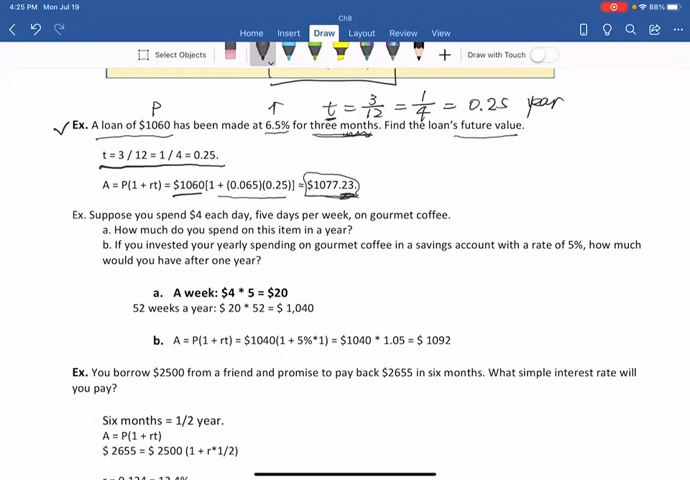 4:25 PM Mon Jul 19
88%
Ch8
Home Insert Draw Layout Review View
Select Objects
Draw with Touch
P r t = 3/12 = 1/4 = 0.25 year
Ex. A loan of $1060 has been made at 6.5% for three months. Find the loan's future value.
t = 3 / 12 = 1 / 4 = 0.25.
A = P(1 + rt) = $1060[1 + (0.065)(0.25)] ≈ $1077.23.
Ex. Suppose you spend $4 each day, five days per week, on gourmet coffee.
a. How much do you spend on this item in a year?
b. If you invested your yearly spending on gourmet coffee in a savings account with a rate of 5%, how much
would you have after one year?
a. A week: $4 * 5 = $20
52 weeks a year: $ 20 * 52 = $ 1,040
b. A = P(1 + rt) = $1040(1 + 5%*1) = $1040 * 1.05 = $ 1092
Ex. You borrow $2500 from a friend and promise to pay back $2655 in six months. What simple interest rate will
you pay?
Six months = 1/2 year.
A = P(1 + rt)
$ 2655 = $ 2500 (1 + r*1/2)
r = 0.124 = 12.4%